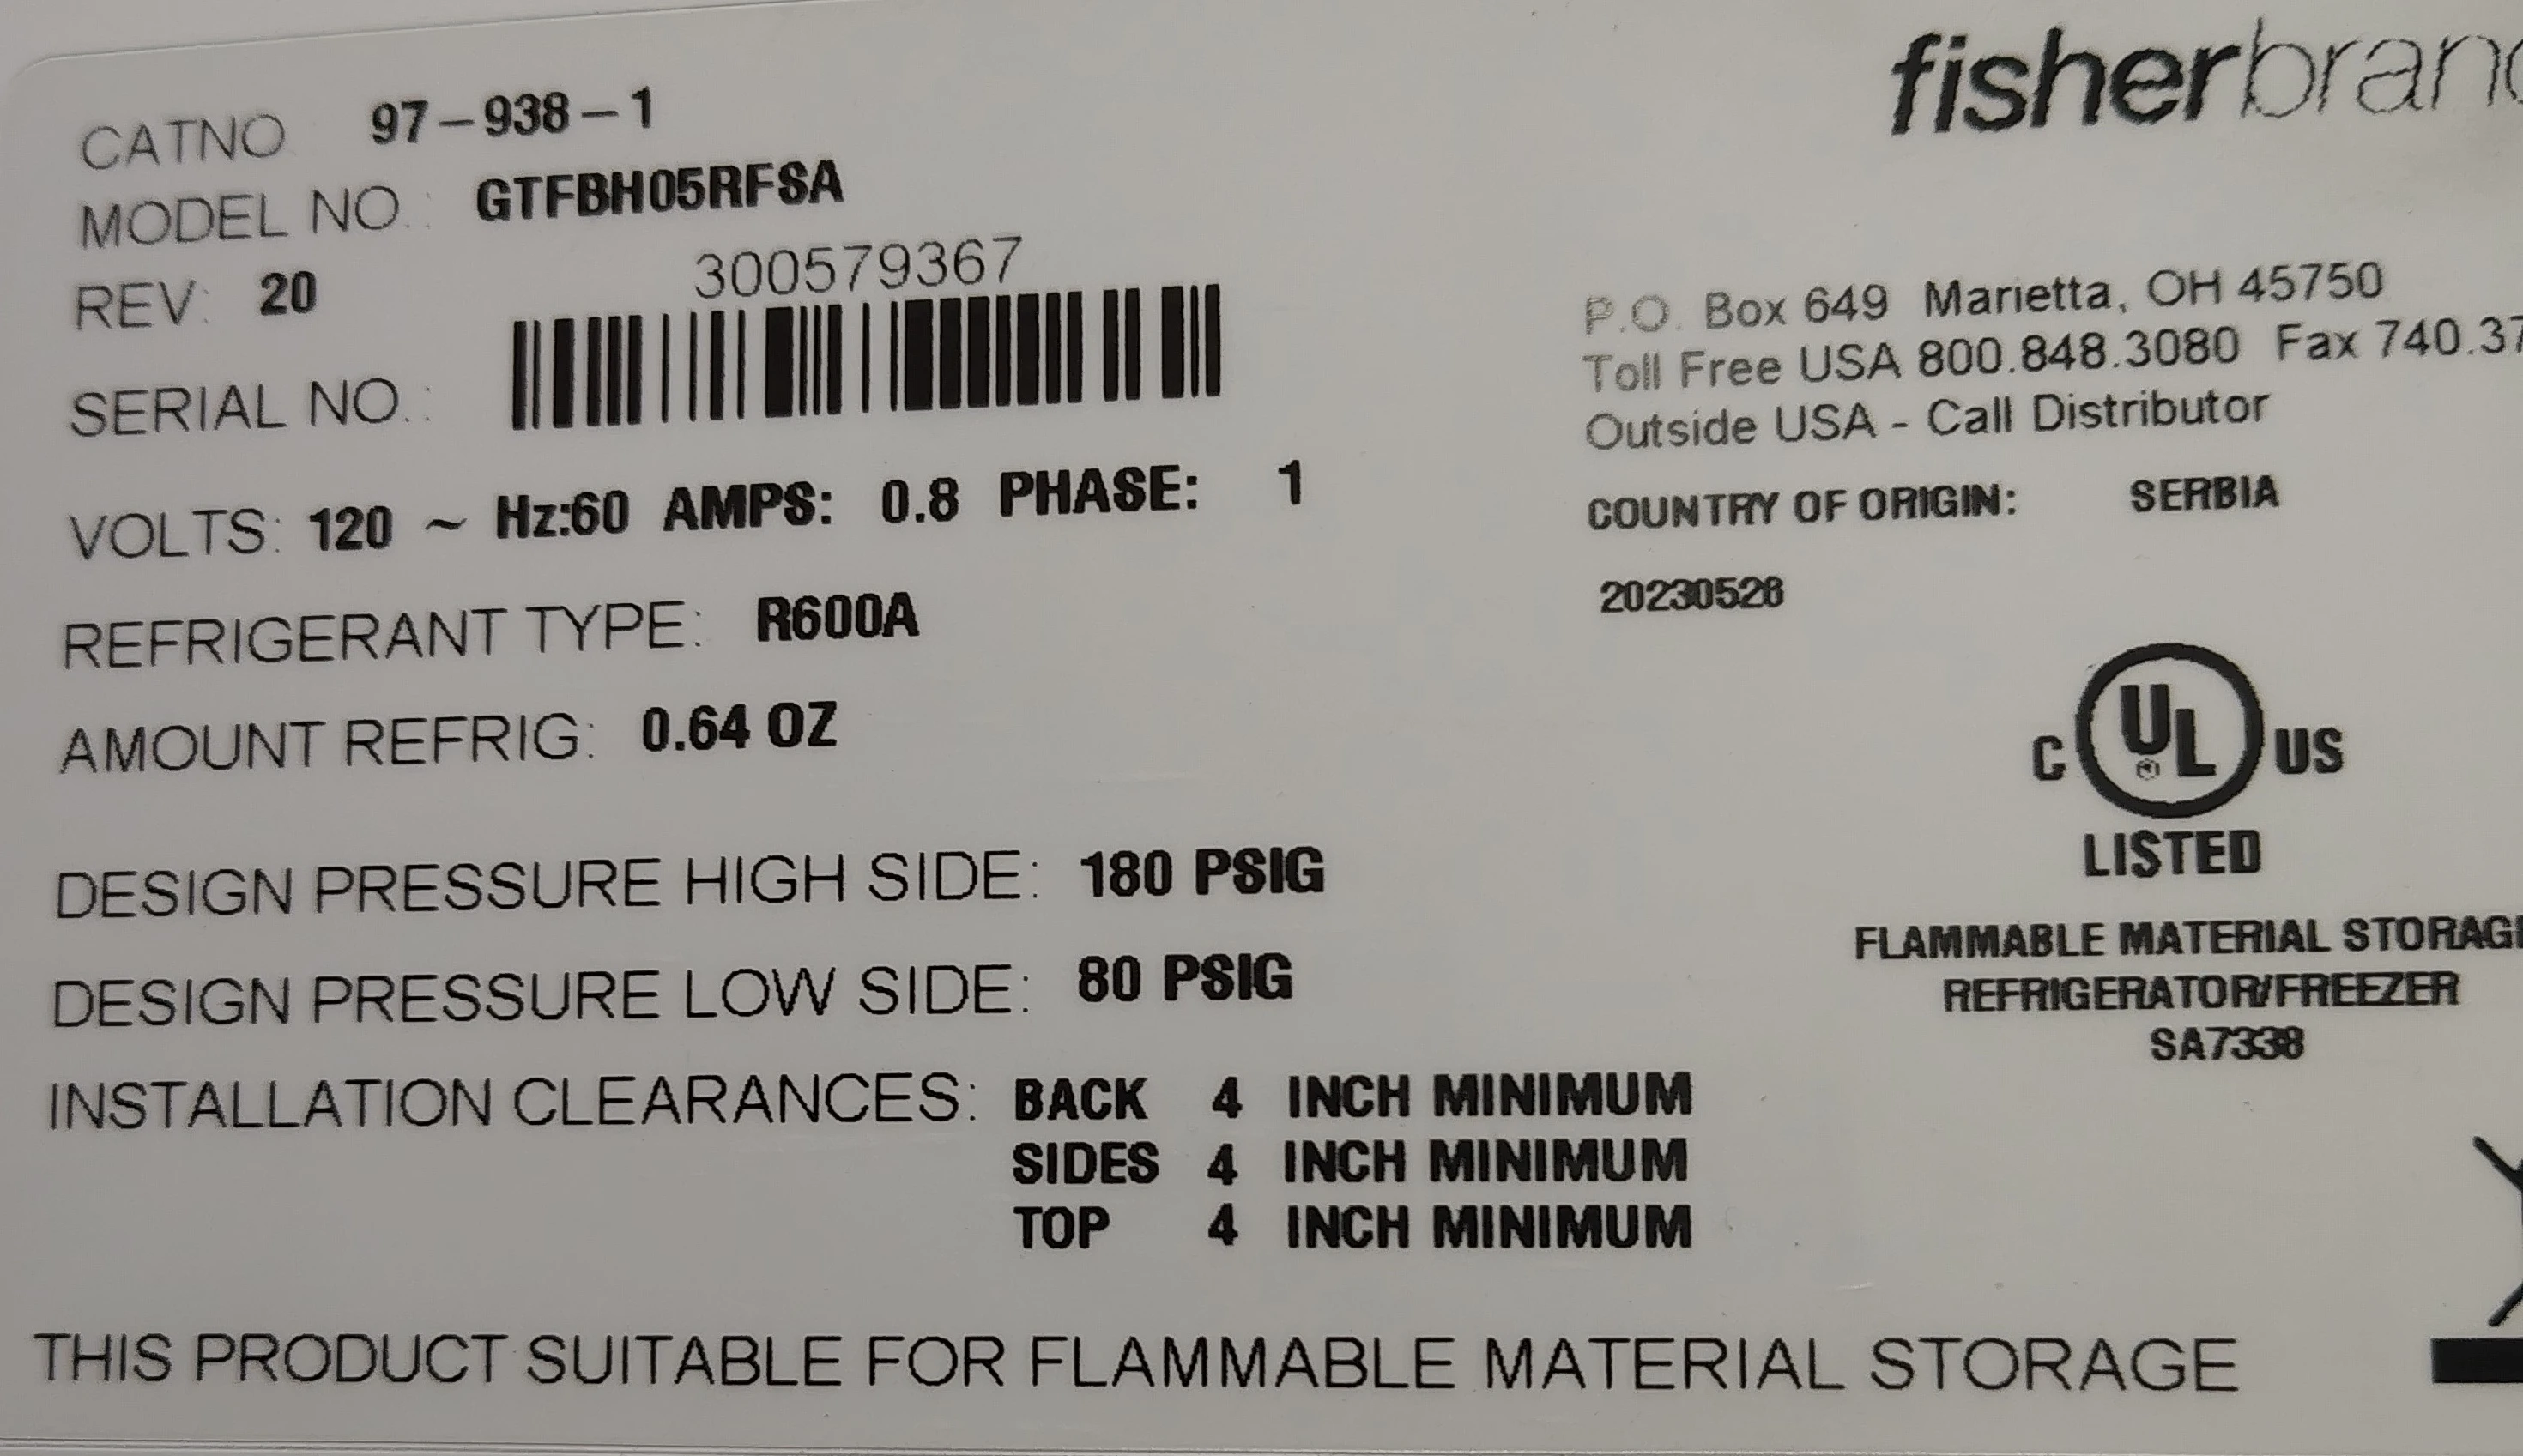 fisherbrand
CATNO 97-938-1
MODEL NO.: GTFBH05RFSA
REV: 20
300579367
SERIAL NO.:
VOLTS: 120 ~ Hz:60 AMPS: 0.8 PHASE: 1
REFRIGERANT TYPE: R600A
AMOUNT REFRIG: 0.64 OZ
DESIGN PRESSURE HIGH SIDE: 180 PSIG
DESIGN PRESSURE LOW SIDE: 80 PSIG
INSTALLATION CLEARANCES: BACK 4 INCH MINIMUM
SIDES 4 INCH MINIMUM
TOP 4 INCH MINIMUM
P.O. Box 649 Marietta, OH 45750
Toll Free USA 800.848.3080 Fax 740.37
Outside USA - Call Distributor
COUNTRY OF ORIGIN: SERBIA
C UL US
LISTED
FLAMMABLE MATERIAL STORAGE
REFRIGERATOR/FREEZER
SA7338
THIS PRODUCT SUITABLE FOR FLAMMABLE MATERIAL STORAGE